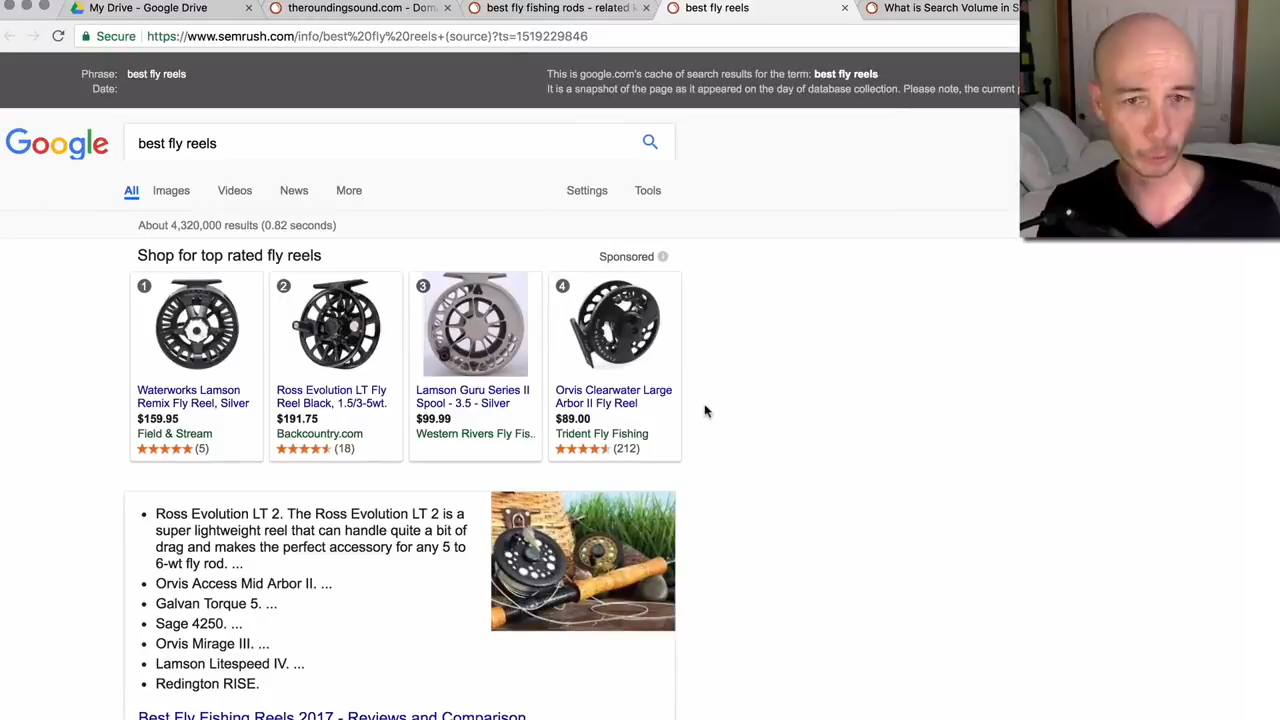 My Drive - Google Drive
theroundingsound.com - Dom
best fly fishing rods - related k
best fly reels
What is Search Volume in S
Secure
https://www.semrush.com/info/best%20fly%20reels+(source)?ts=1519229846
Phrase: best fly reels
Date:
This is google.com's cache of search results for the term: best fly reels
It is a snapshot of the page as it appeared on the day of database collection. Please note, the current p
Google
best fly reels
All Images Videos News More Settings Tools
About 4,320,000 results (0.82 seconds)
Shop for top rated fly reels
Sponsored
1
Waterworks Lamson
Remix Fly Reel, Silver
$159.95
Field & Stream
(5)
2
Ross Evolution LT Fly
Reel Black, 1.5/3-5wt.
$191.75
Backcountry.com
(18)
3
Lamson Guru Series II
Spool - 3.5 - Silver
$99.99
Western Rivers Fly Fis..
4
Orvis Clearwater Large
Arbor II Fly Reel
$89.00
Trident Fly Fishing
(212)
Ross Evolution LT 2. The Ross Evolution LT 2 is a
super lightweight reel that can handle quite a bit of
drag and makes the perfect accessory for any 5 to
6-wt fly rod. ...
Orvis Access Mid Arbor II. ...
Galvan Torque 5. ...
Sage 4250. ...
Orvis Mirage III. ...
Lamson Litespeed IV. ...
Redington RISE.
Best Fly Fishing Reels 2017 - Reviews and Comparison